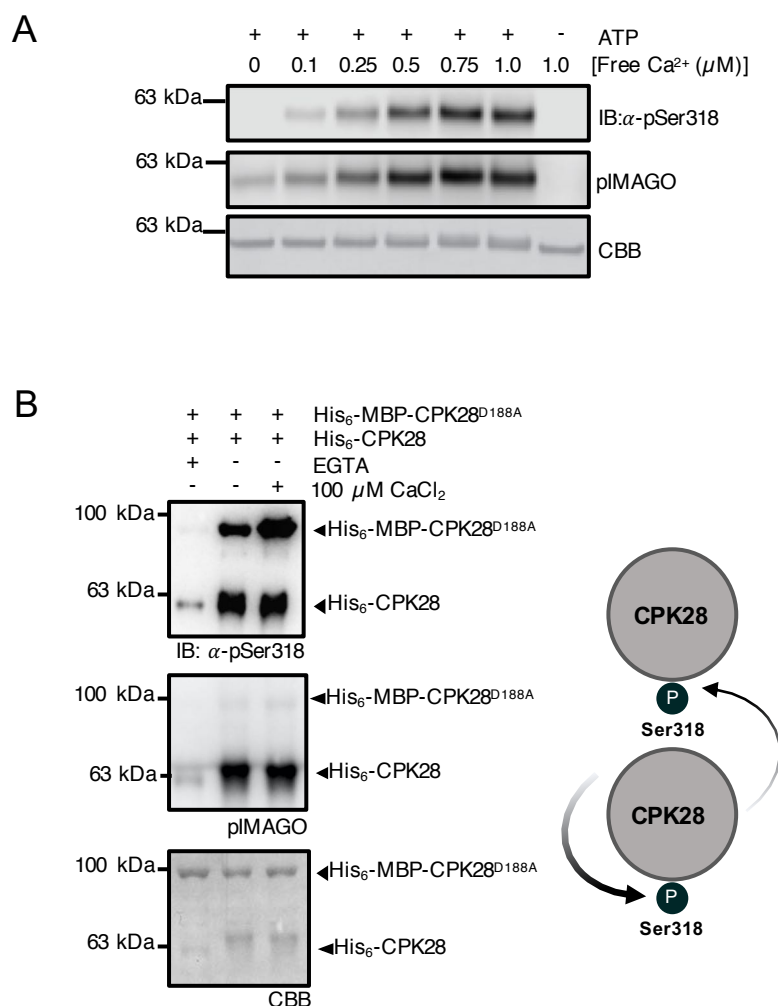 A
+ + + + + + - ATP
0 0.1 0.25 0.5 0.75 1.0 1.0 [Free Ca²⁺ (μM)]
63 kDa
IB:α-pSer318
63 kDa
pIMAGO
63 kDa
CBB
B
+ + + His₆-MBP-CPK28ᴰ¹⁸⁸ᴬ
+ + + His₆-CPK28
+ - - EGTA
- - + 100 μM CaCl₂
100 kDa
His₆-MBP-CPK28ᴰ¹⁸⁸ᴬ
63 kDa
His₆-CPK28
IB: α-pSer318
100 kDa
His₆-MBP-CPK28ᴰ¹⁸⁸ᴬ
63 kDa
His₆-CPK28
pIMAGO
100 kDa
His₆-MBP-CPK28ᴰ¹⁸⁸ᴬ
63 kDa
His₆-CPK28
CBB
CPK28
P
Ser318
CPK28
P
Ser318